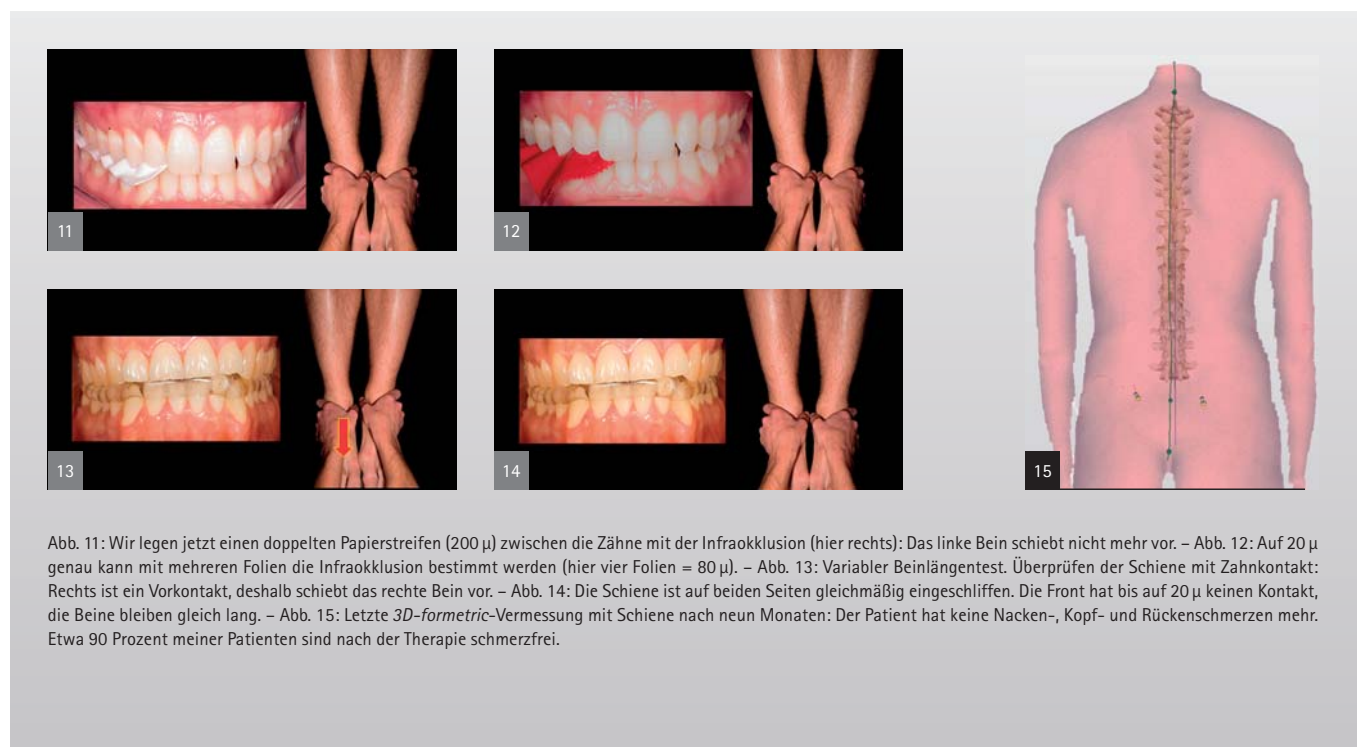 11
12
13
14
15
Abb. 11: Wir legen jetzt einen doppelten Papierstreifen (200 µ) zwischen die Zähne mit der Infraokklusion (hier rechts): Das linke Bein schiebt nicht mehr vor. – Abb. 12: Auf 20 µ
genau kann mit mehreren Folien die Infraokklusion bestimmt werden (hier vier Folien = 80 µ). – Abb. 13: Variabler Beinlängentest. Überprüfen der Schiene mit Zahnkontakt:
Rechts ist ein Vorkontakt, deshalb schiebt das rechte Bein vor. – Abb. 14: Die Schiene ist auf beiden Seiten gleichmäßig eingeschliffen. Die Front hat bis auf 20 µ keinen Kontakt,
die Beine bleiben gleich lang. – Abb. 15: Letzte 3D-formetric-Vermessung mit Schiene nach neun Monaten: Der Patient hat keine Nacken-, Kopf- und Rückenschmerzen mehr.
Etwa 90 Prozent meiner Patienten sind nach der Therapie schmerzfrei.